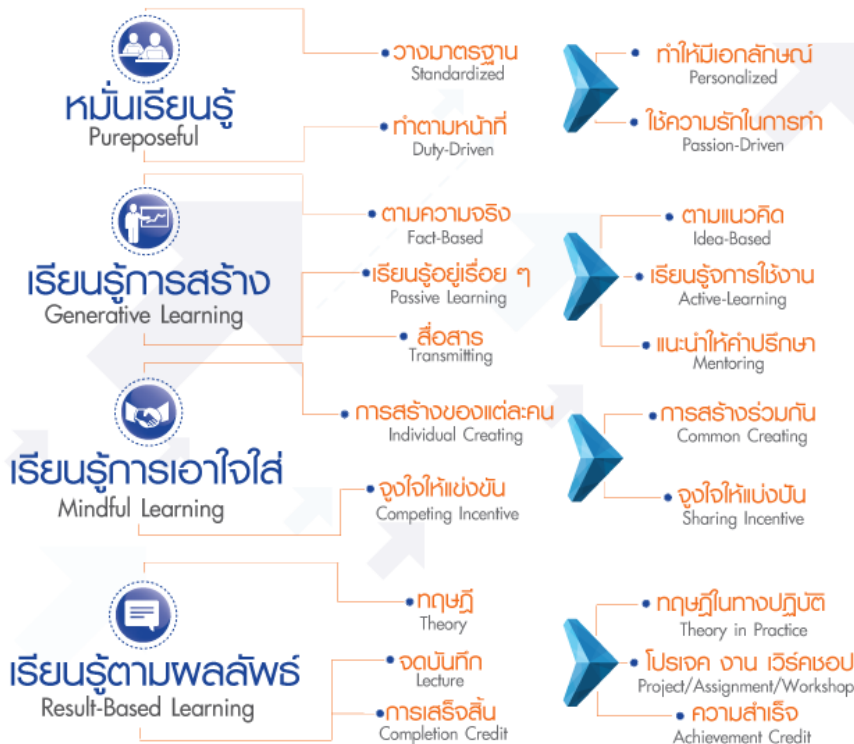 หมั่นเรียนรู้
Pureposeful
วางมาตรฐาน
Standardized
ทำตามหน้าที่
Duty-Driven
ทำให้มีเอกลักษณ์
Personalized
ใช้ความรักในการทำ
Passion-Driven
เรียนรู้การสร้าง
Generative Learning
ตามความจริง
Fact-Based
เรียนรู้อยู่เรื่อย ๆ
Passive Learning
สื่อสาร
Transmitting
ตามแนวคิด
Idea-Based
เรียนรู้จการใช้งาน
Active-Learning
แนะนำให้คำปรึกษา
Mentoring
เรียนรู้การเอาใจใส่
Mindful Learning
การสร้างของแต่ละคน
Individual Creating
จูงใจให้แข่งขัน
Competing Incentive
การสร้างร่วมกัน
Common Creating
จูงใจให้แบ่งปัน
Sharing Incentive
เรียนรู้ตามผลลัพธ์
Result-Based Learning
ทฤษฎี
Theory
จดบันทึก
Lecture
การเสร็จสิ้น
Completion Credit
ทฤษฎีในทางปฏิบัติ
Theory in Practice
โปรเจค งาน เวิร์คชอป
Project/Assignment/Workshop
ความสำเร็จ
Achievement Credit